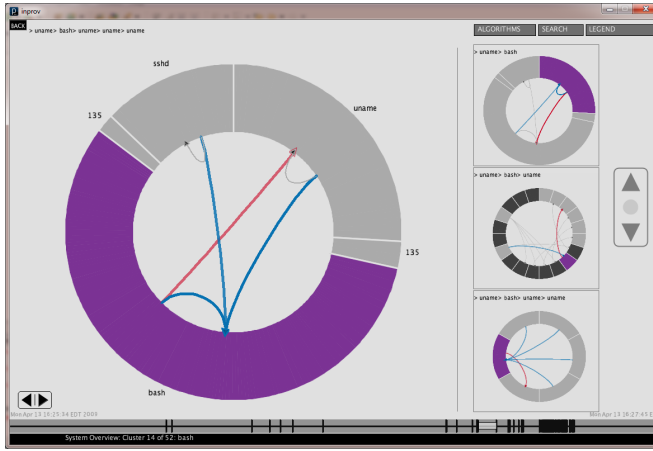 inprov
BACK
> uname> bash> uname> uname> uname
ALGORITHMS
SEARCH
LEGEND
sshd
uname
135
135
bash
> uname> bash
> uname> bash> uname
> uname> bash> uname> uname
System Overview: Cluster 14 of 52: bash